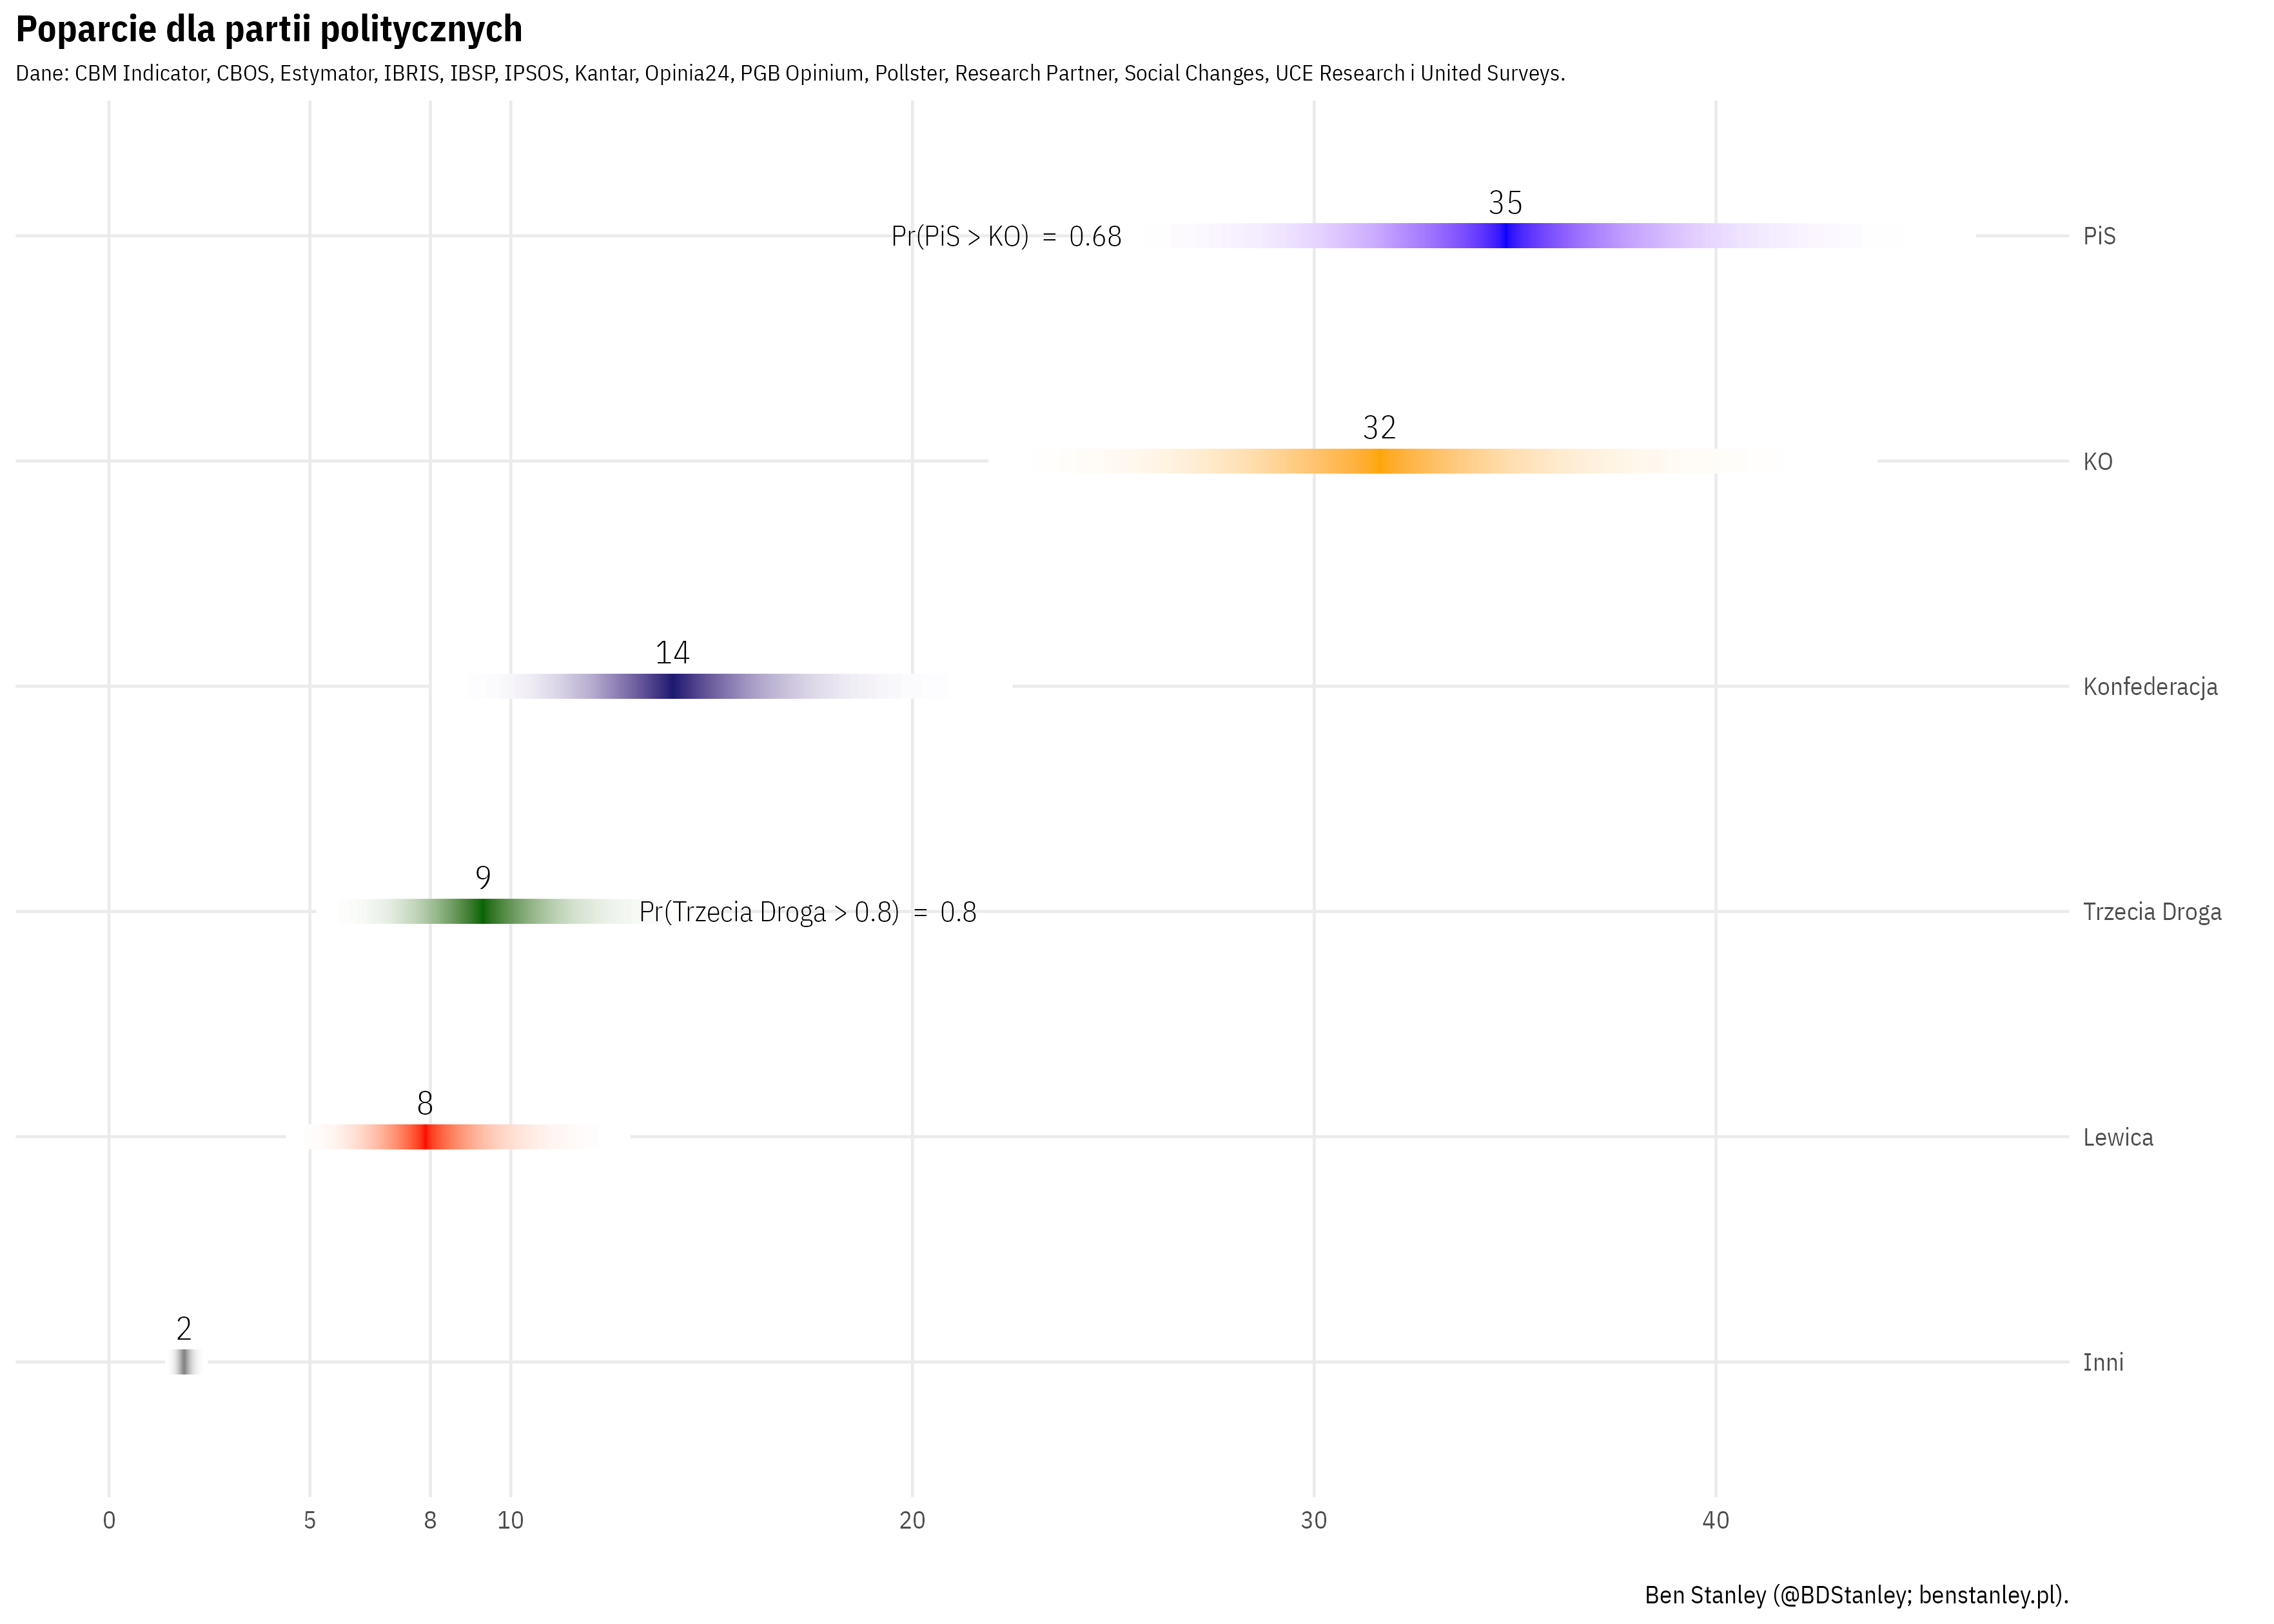 Poparcie dla partii politycznych
Dane: CBM Indicator, CBOS, Estymator, IBRIS, IBSP, IPSOS, Kantar, Opinia24, PGB Opinium, Pollster, Research Partner, Social Changes, UCE Research i United Surveys.
35
Pr(PiS > KO) = 0.68
PiS
32
KO
14
Konfederacja
9
Pr(Trzecia Droga > 0.8) = 0.8
Trzecia Droga
8
Lewica
2
Inni
0 5 8 10 20 30 40
Ben Stanley (@BDStanley; benstanley.pl).